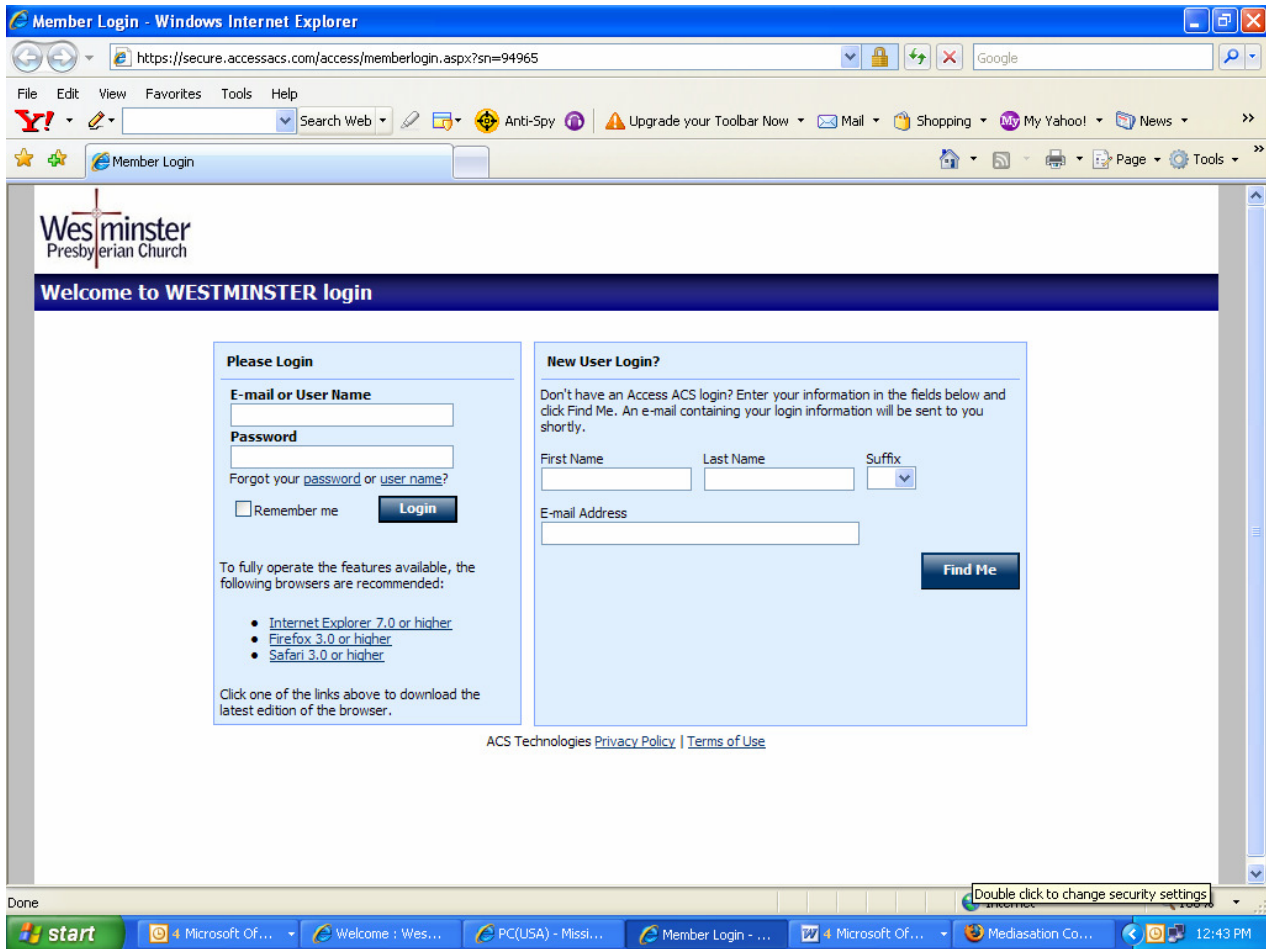 Member Login - Windows Internet Explorer
https://secure.accessacs.com/access/memberlogin.aspx?sn=94965
Google
File Edit View Favorites Tools Help
Y! Search Web Anti-Spy Upgrade your Toolbar Now Mail Shopping My My Yahoo! News »
Member Login Page Tools »
Westminster
Presbyterian Church
Welcome to WESTMINSTER login
Please Login
E-mail or User Name
Password
Forgot your password or user name?
Remember me Login
To fully operate the features available, the
following browsers are recommended:
• Internet Explorer 7.0 or higher
• Firefox 3.0 or higher
• Safari 3.0 or higher
Click one of the links above to download the
latest edition of the browser.
New User Login?
Don't have an Access ACS login? Enter your information in the fields below and
click Find Me. An e-mail containing your login information will be sent to you
shortly.
First Name Last Name Suffix
E-mail Address
Find Me
ACS Technologies Privacy Policy | Terms of Use
Double click to change security settings
Done
start 4 Microsoft Of... Welcome : Wes... PC(USA) - Missi... Member Login - ... 4 Microsoft Of... Mediasation Co... 12:43 PM